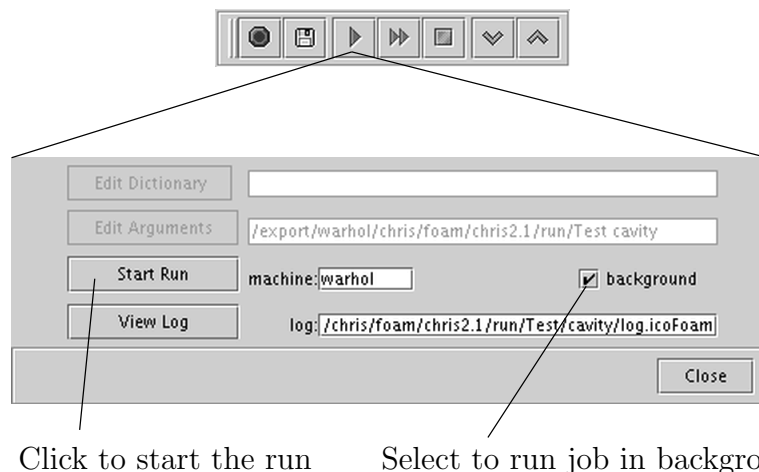 Edit Dictionary
Edit Arguments /export/warhol/chris/foam/chris2.1/run/Test cavity
Start Run machine: warhol background
View Log log: /chris/foam/chris2.1/run/Test/cavity/log.icoFoam
Close
Click to start the run Select to run job in backgro